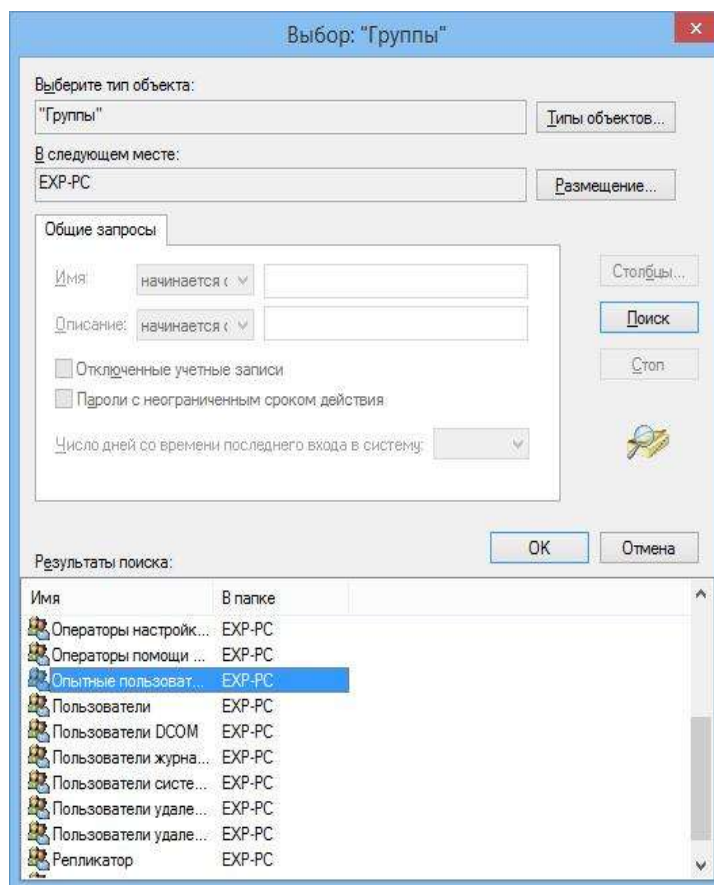 Выбор: "Группы"
Выберите тип объекта:
"Группы"
Типы объектов...
В следующем месте:
EXP-PC
Размещение...
Общие запросы
Имя:
начинается с
Столбцы...
Описание:
начинается с
Поиск
Отключенные учетные записи
Стоп
Пароли с неограниченным сроком действия
Число дней со времени последнего входа в систему:
OK
Отмена
Результаты поиска:
Имя В папке
Операторы настройк... EXP-PC
Операторы помощи ... EXP-PC
Опытные пользоват... EXP-PC
Пользователи EXP-PC
Пользователи DCOM EXP-PC
Пользователи журна... EXP-PC
Пользователи систе... EXP-PC
Пользователи удале... EXP-PC
Пользователи удале... EXP-PC
Репликатор EXP-PC